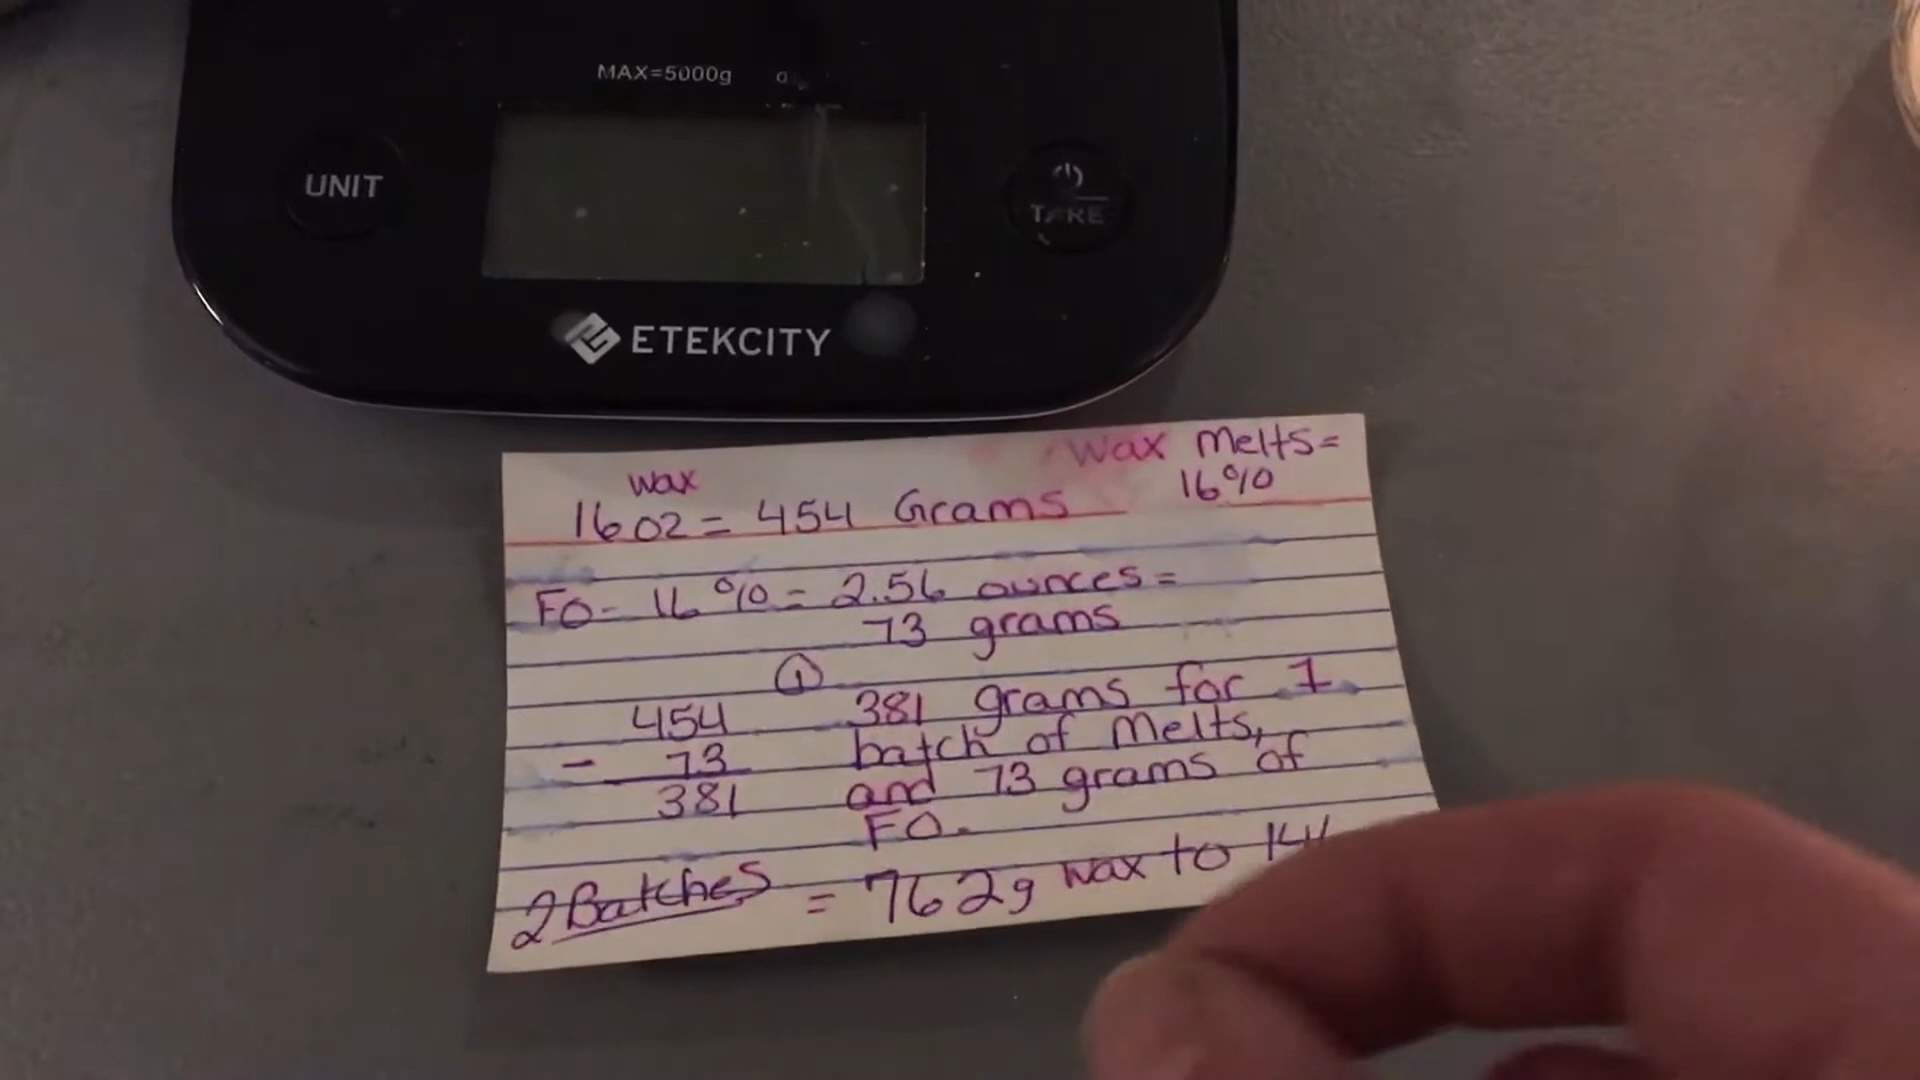 MAX=5000g
UNIT
TARE
ETEKCITY
Wax Melts=
16%
wax
16 oz = 454 Grams
FO- 16% = 2.56 ounces =
73 grams
1
454
- 73
381
381 grams for 1
batch of Melts,
and 73 grams of
FO.
2 Batches = 762g wax to